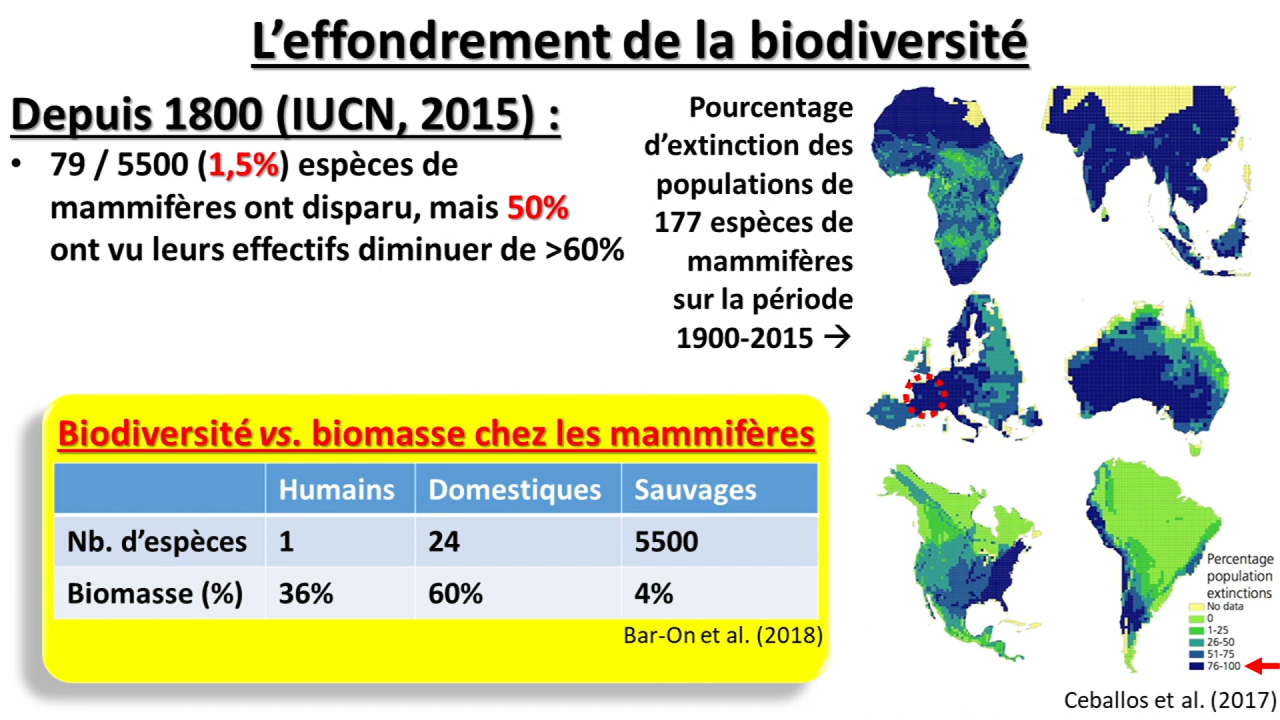 L'effondrement de la biodiversité
Depuis 1800 (IUCN, 2015) :
• 79 / 5500 (1,5%) espèces de
mammifères ont disparu, mais 50%
ont vu leurs effectifs diminuer de >60%
Pourcentage
d'extinction des
populations de
177 espèces de
mammifères
sur la période
1900-2015 →
Biodiversité vs. biomasse chez les mammifères
Humains Domestiques Sauvages
Nb. d'espèces 1 24 5500
Biomasse (%) 36% 60% 4%
Bar-On et al. (2018)
Percentage
population
extinctions
No data
0
1-25
26-50
51-75
76-100
Ceballos et al. (2017)